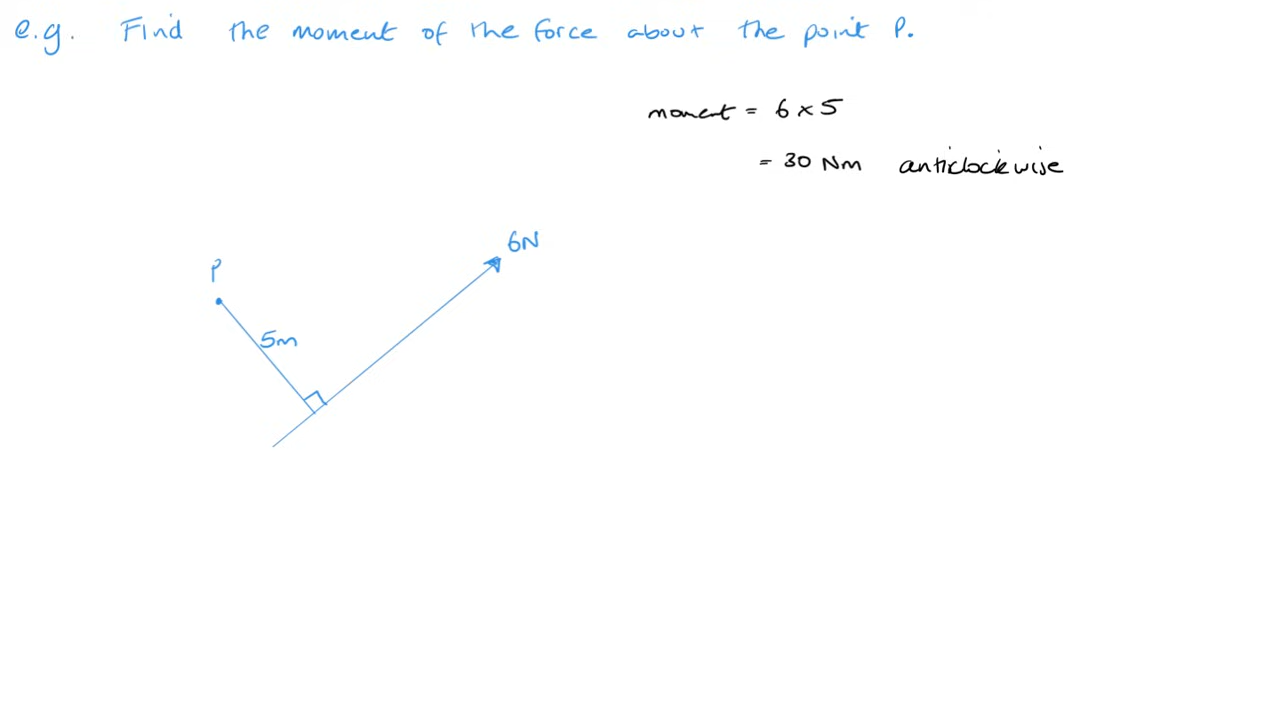 e.g. Find the moment of the force about the point P.
moment = 6 × 5
= 30 Nm anticlockwise
6N
P
5m